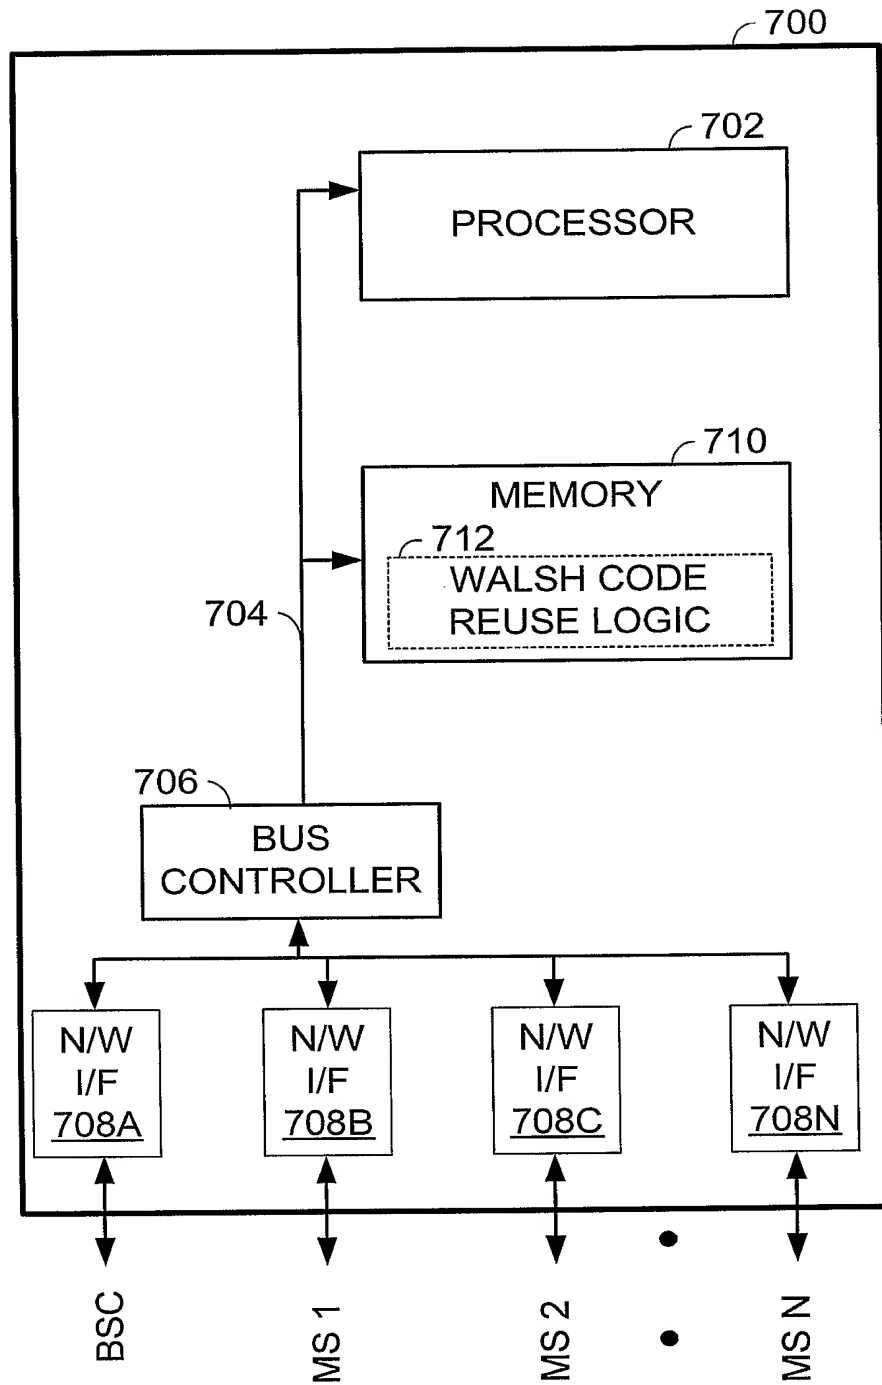 700
702
PROCESSOR
710
MEMORY
712
WALSH CODE
REUSE LOGIC
704
706
BUS
CONTROLLER
N/W
I/F
708A
N/W
I/F
708B
N/W
I/F
708C
N/W
I/F
708N
BSC
MS 1
MS 2
MS N